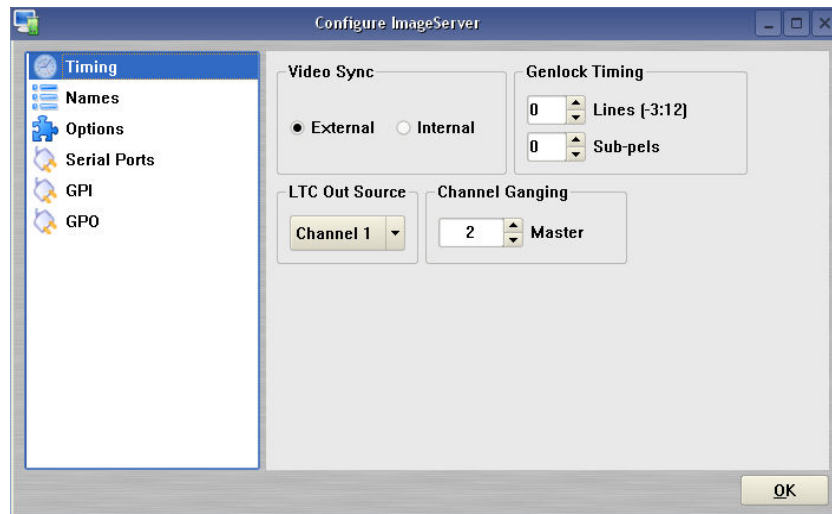 Configure ImageServer
Timing
Names
Options
Serial Ports
GPI
GPO
Video Sync
External
Internal
Genlock Timing
0 Lines (-3:12)
0 Sub-pels
LTC Out Source
Channel 1
Channel Ganging
2 Master
OK